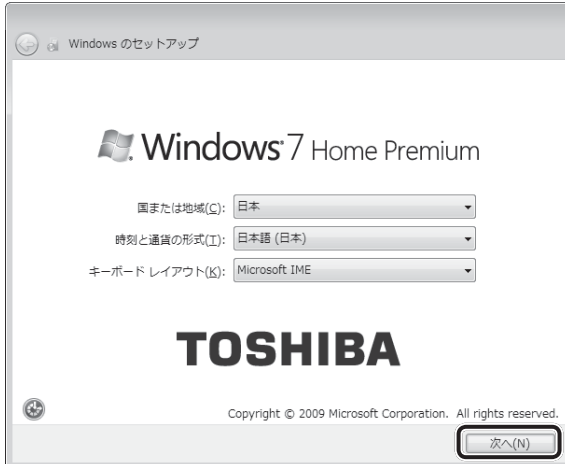 Windows のセットアップ
Windows 7 Home Premium
国または地域(C): 日本
時刻と通貨の形式(T): 日本語 (日本)
キーボード レイアウト(K): Microsoft IME
TOSHIBA
Copyright © 2009 Microsoft Corporation. All rights reserved.
次へ(N)